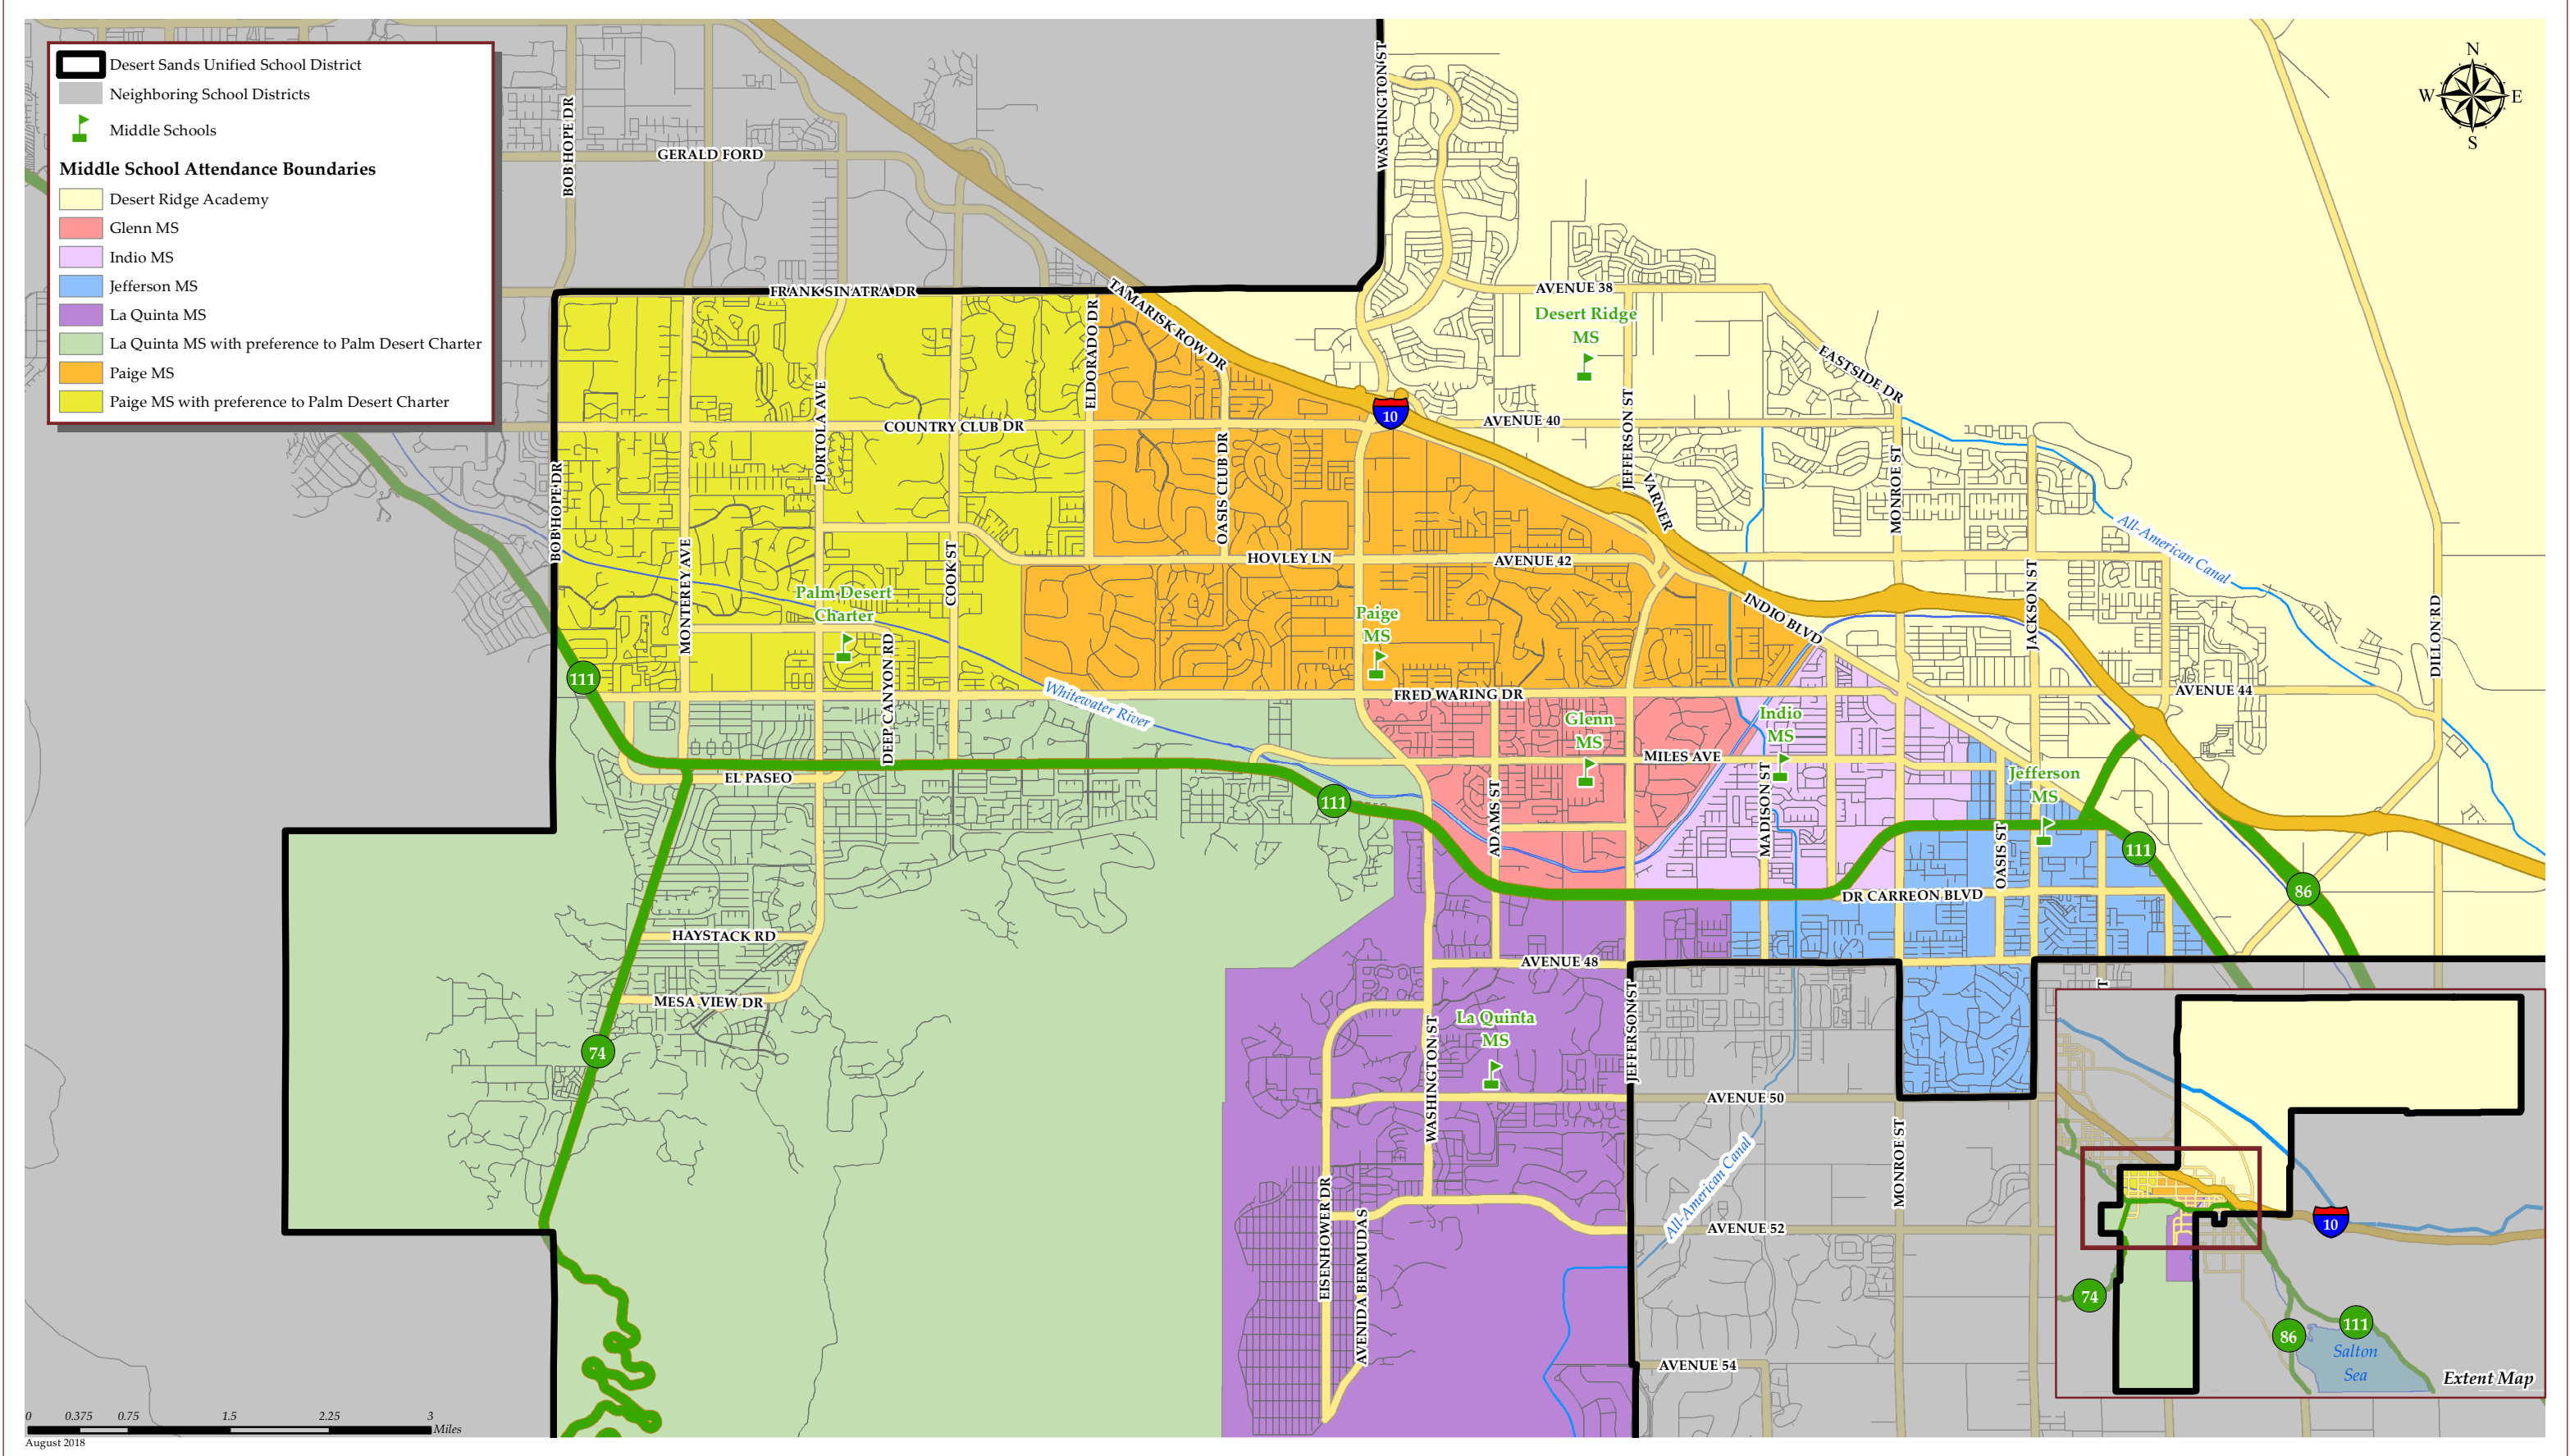 Desert Sands Unified School District
Neighboring School Districts
Middle Schools
Middle School Attendance Boundaries
Desert Ridge Academy
Glenn MS
Indio MS
Jefferson MS
La Quinta MS
La Quinta MS with preference to Palm Desert Charter
Paige MS
Paige MS with preference to Palm Desert Charter
N
W
E
S
BOB HOPE DR
GERALD FORD
WASHINGTON ST
FRANK SINATRA DR
TAMARISK ROW DR
ELDORADO DR
AVENUE 38
Desert Ridge
MS
EASTSIDE DR
PORTOLA AVE
COUNTRY CLUB DR
10
AVENUE 40
JEFFERSON ST
OASIS CLUB DR
VARNER
MONROE ST
BOB HOPE DR
All-American Canal
MONTEREY AVE
COOK ST
HOVLEY LN
AVENUE 42
JACKSON ST
Palm Desert
Charter
Paige
MS
INDIO BLVD
DILLON RD
DEEP CANYON RD
111
Whitewater River
FRED WARING DR
AVENUE 44
Glenn
MS
Indio
MS
MILES AVE
EL PASEO
Jefferson
MS
111
ADAMS ST
MADISON ST
OASIS ST
111
86
DR CARREON BLVD
HAYSTACK RD
AVENUE 48
MESA VIEW DR
La Quinta
MS
JEFFERSON ST
WASHINGTON ST
T
74
AVENUE 50
MONROE ST
All-American Canal
EISENHOWER DR
AVENIDA BERMUDAS
AVENUE 52
AVENUE 54
10
74
86
111
Salton
Sea
Extent Map
0 0.375 0.75 1.5 2.25 3
Miles
August 2018